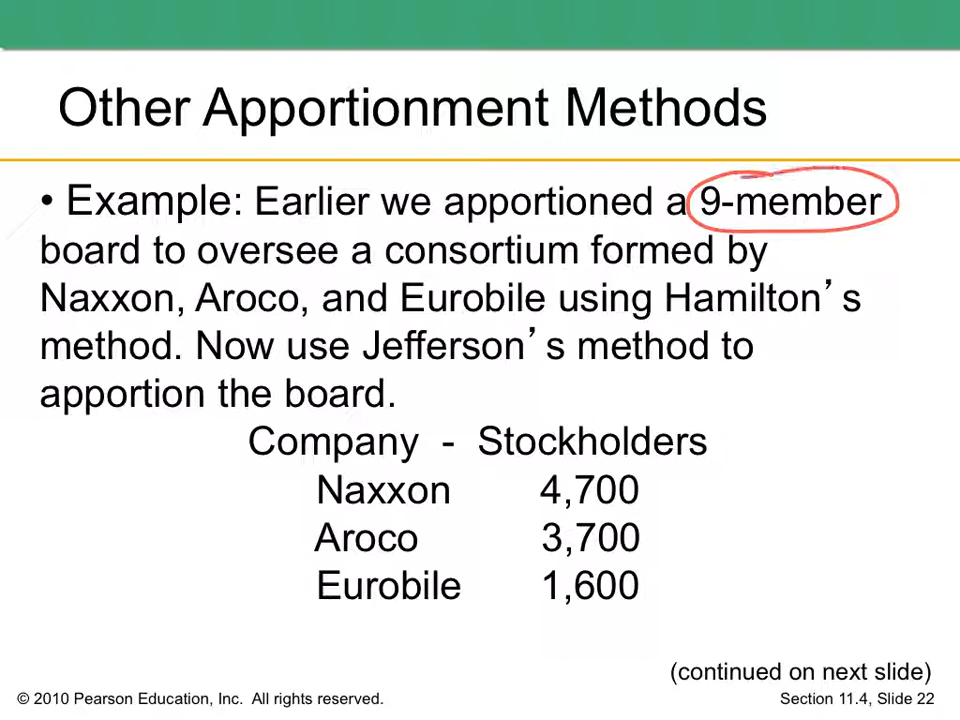 Other Apportionment Methods
• Example: Earlier we apportioned a 9-member
board to oversee a consortium formed by
Naxxon, Aroco, and Eurobile using Hamilton’s
method. Now use Jefferson’s method to
apportion the board.
Company - Stockholders
Naxxon 4,700
Aroco 3,700
Eurobile 1,600
(continued on next slide)
© 2010 Pearson Education, Inc. All rights reserved. Section 11.4, Slide 22